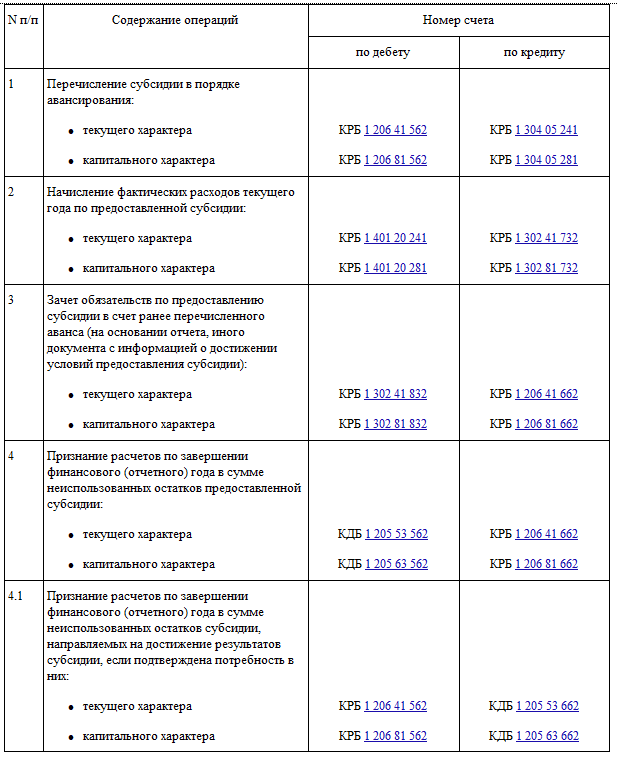 N п/п
Содержание операций
Номер счета
по дебету
по кредиту
1
Перечисление субсидии в порядке
авансирования:
• текущего характера
КРБ 1 206 41 562
КРБ 1 304 05 241
• капитального характера
КРБ 1 206 81 562
КРБ 1 304 05 281
2
Начисление фактических расходов текущего
года по предоставленной субсидии:
• текущего характера
КРБ 1 401 20 241
КРБ 1 302 41 732
• капитального характера
КРБ 1 401 20 281
КРБ 1 302 81 732
3
Зачет обязательств по предоставлению
субсидии в счет ранее перечисленного
аванса (на основании отчета, иного
документа с информацией о достижении
условий предоставления субсидии):
• текущего характера
КРБ 1 302 41 832
КРБ 1 206 41 662
• капитального характера
КРБ 1 302 81 832
КРБ 1 206 81 662
4
Признание расчетов по завершении
финансового (отчетного) года в сумме
неиспользованных остатков предоставленной
субсидии:
• текущего характера
КДБ 1 205 53 562
КРБ 1 206 41 662
• капитального характера
КДБ 1 205 63 562
КРБ 1 206 81 662
4.1
Признание расчетов по завершении
финансового (отчетного) года в сумме
неиспользованных остатков субсидии,
направляемых на достижение результатов
субсидии, если подтверждена потребность в
них:
• текущего характера
КРБ 1 206 41 562
КДБ 1 205 53 662
• капитального характера
КРБ 1 206 81 562
КДБ 1 205 63 662